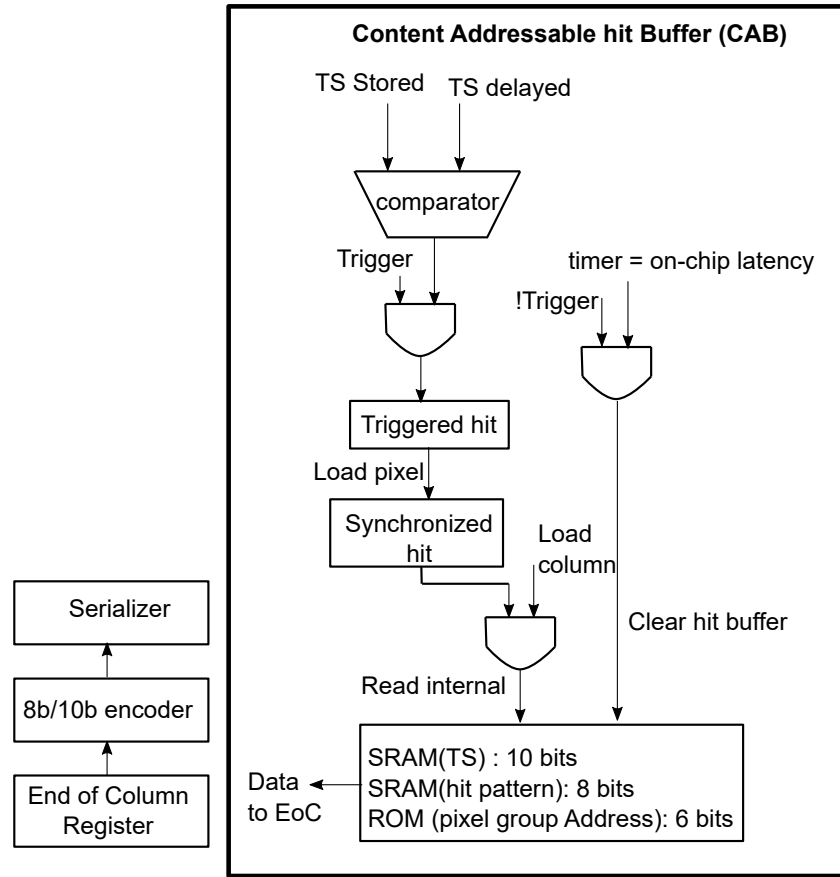 Content Addressable hit Buffer (CAB)
TS Stored
TS delayed
comparator
Trigger
timer = on-chip latency
!Trigger
Triggered hit
Load pixel
Synchronized
hit
Load
column
Serializer
Clear hit buffer
8b/10b encoder
Read internal
SRAM(TS) : 10 bits
SRAM(hit pattern): 8 bits
ROM (pixel group Address): 6 bits
Data
to EoC
End of Column
Register